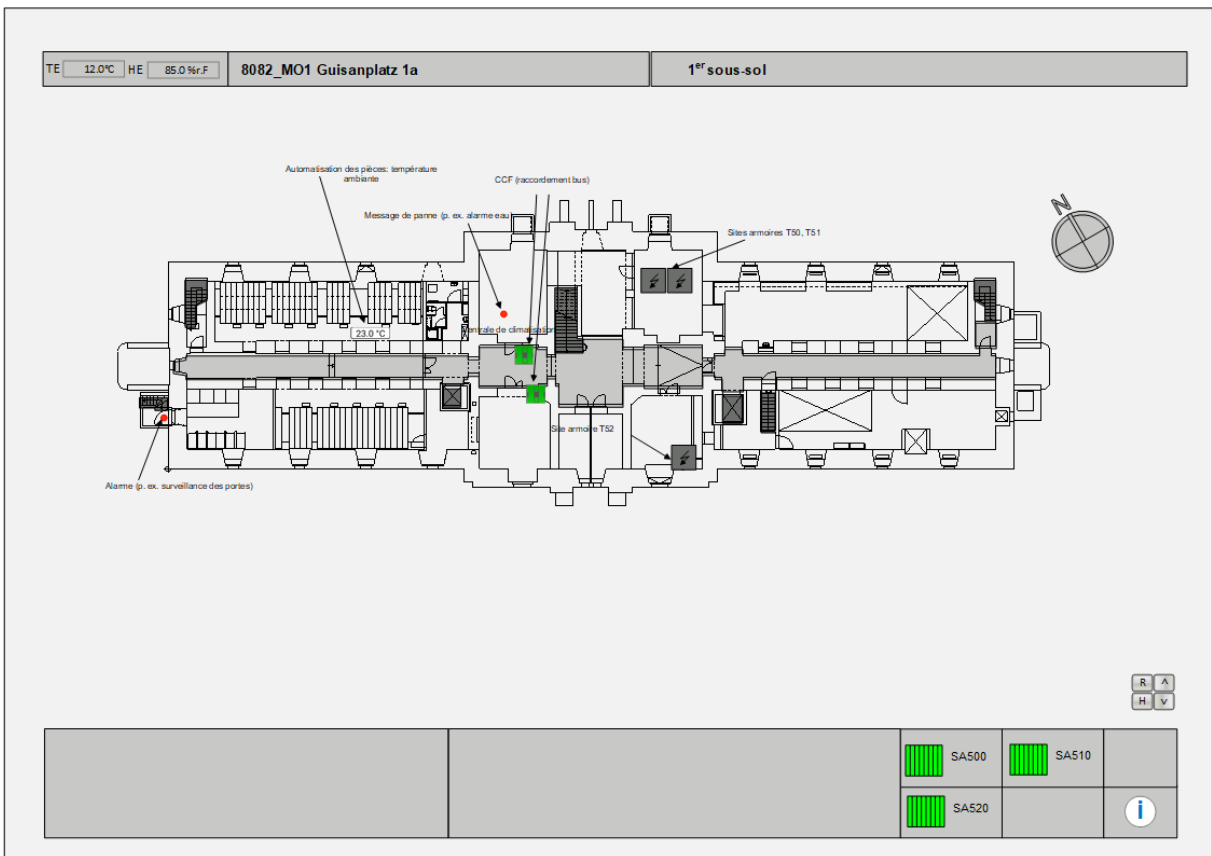 TE 12.0°C HE 85.0 %r.F 8082_MO1 Guisanplatz 1a 1er sous-sol
Automatisation des pièces: température
ambiante
CCF (raccordement bus)
Message de panne (p. ex. alarme eau)
Sites armoires T50, T51
N
23.0 °C
entrale de climatisation
Site armoire T52
Alarme (p. ex. surveillance des portes)
R ^
H v
SA500 SA510
SA520
i